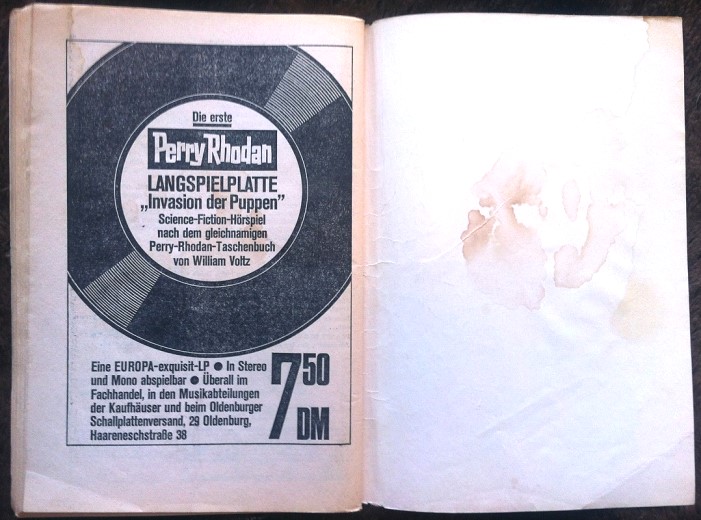 Die erste
Perry Rhodan
LANGSPIELPLATTE
„Invasion der Puppen”
Science-Fiction-Hörspiel
nach dem gleichnamigen
Perry-Rhodan-Taschenbuch
von William Voltz
Eine EUROPA-exquisit-LP ● In Stereo
und Mono abspielbar ● Überall im
Fachhandel, in den Musikabteilungen
der Kaufhäuser und beim Oldenburger
Schallplattenversand, 29 Oldenburg,
Haareneschstraße 38
7 50
DM